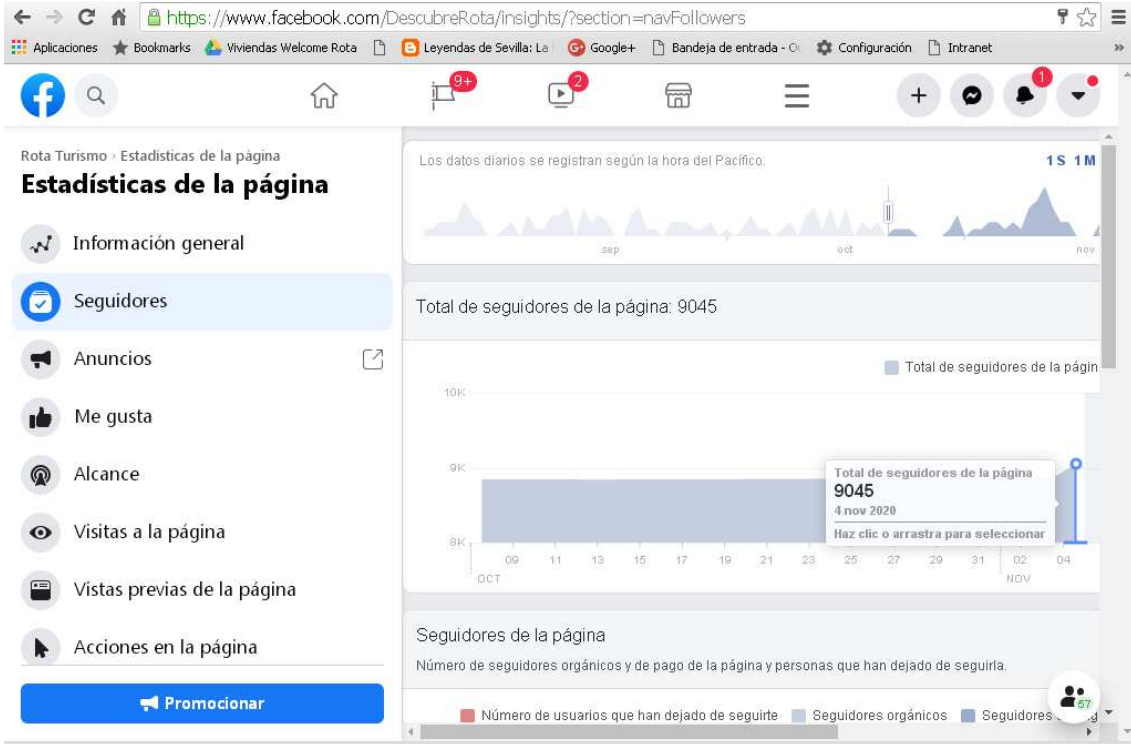 https://www.facebook.com/DescubreRota/insights/?section=navFollowers
Aplicaciones Bookmarks Viviendas Welcome Rota Leyendas de Sevilla: La Google+ Bandeja de entrada - Configuración Intranet »
9+ 2 1
Rota Turismo › Estadísticas de la página
Estadísticas de la página
Información general
Seguidores
Anuncios
Me gusta
Alcance
Visitas a la página
Vistas previas de la página
Acciones en la página
Promocionar
Los datos diarios se registran según la hora del Pacífico. 1 S 1 M
sep oct nov
Total de seguidores de la página: 9045
Total de seguidores de la págin
10K
9K
8K
Total de seguidores de la página
9045
4 nov 2020
Haz clic o arrastra para seleccionar
09 11 13 15 17 19 21 23 25 27 29 31 02 04
OCT NOV
Seguidores de la página
Número de seguidores orgánicos y de pago de la página y personas que han dejado de seguirla.
Número de usuarios que han dejado de seguirte Seguidores orgánicos Seguidores
57